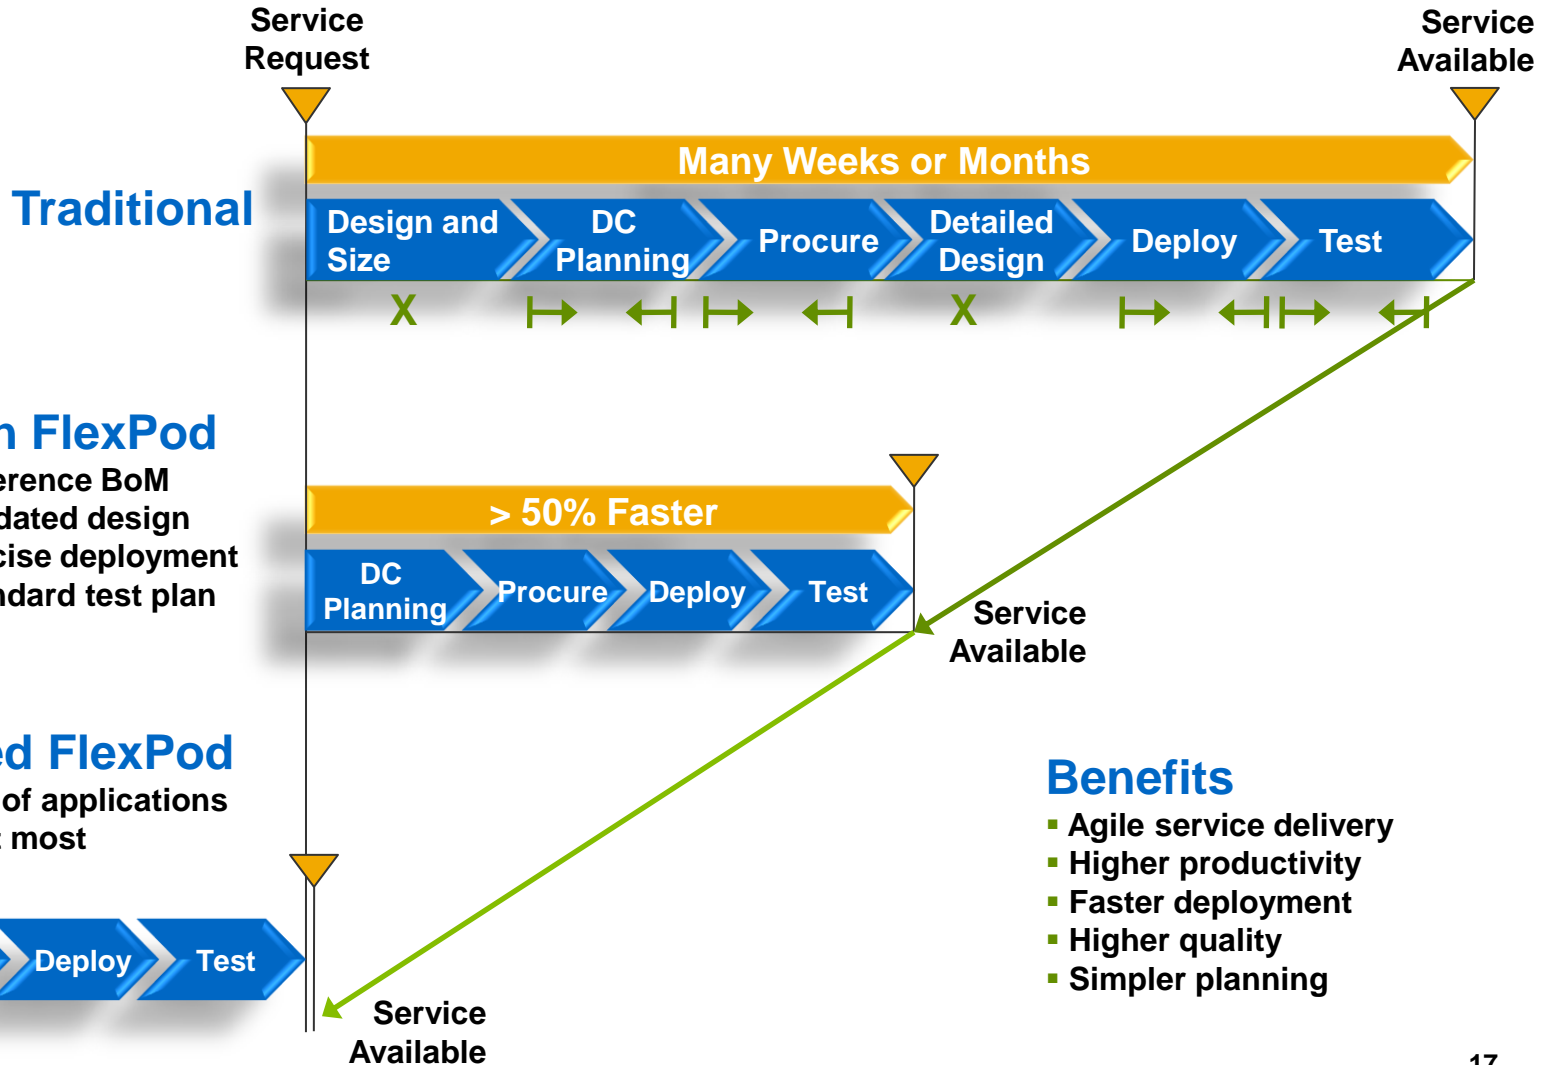 Service
Request
Service
Available
Many Weeks or Months
Traditional
Design and
Size
DC
Planning
Procure
Detailed
Design
Deploy
Test
X
X
n FlexPod
erence BoM
dated design
cise deployment
ndard test plan
> 50% Faster
DC
Planning
Procure
Deploy
Test
Service
Available
ed FlexPod
of applications
t most
Deploy
Test
Service
Available
Benefits
▪ Agile service delivery
▪ Higher productivity
▪ Faster deployment
▪ Higher quality
▪ Simpler planning
17